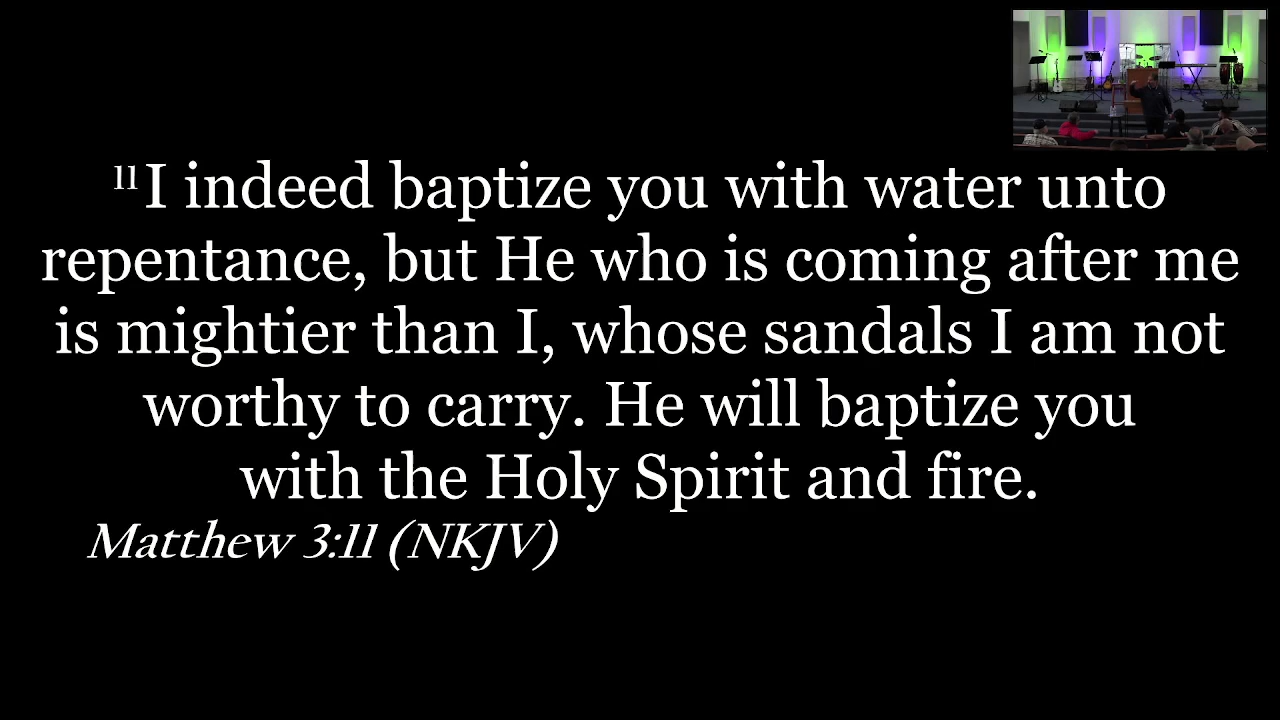 11 I indeed baptize you with water unto
repentance, but He who is coming after me
is mightier than I, whose sandals I am not
worthy to carry. He will baptize you
with the Holy Spirit and fire.
Matthew 3:11 (NKJV)